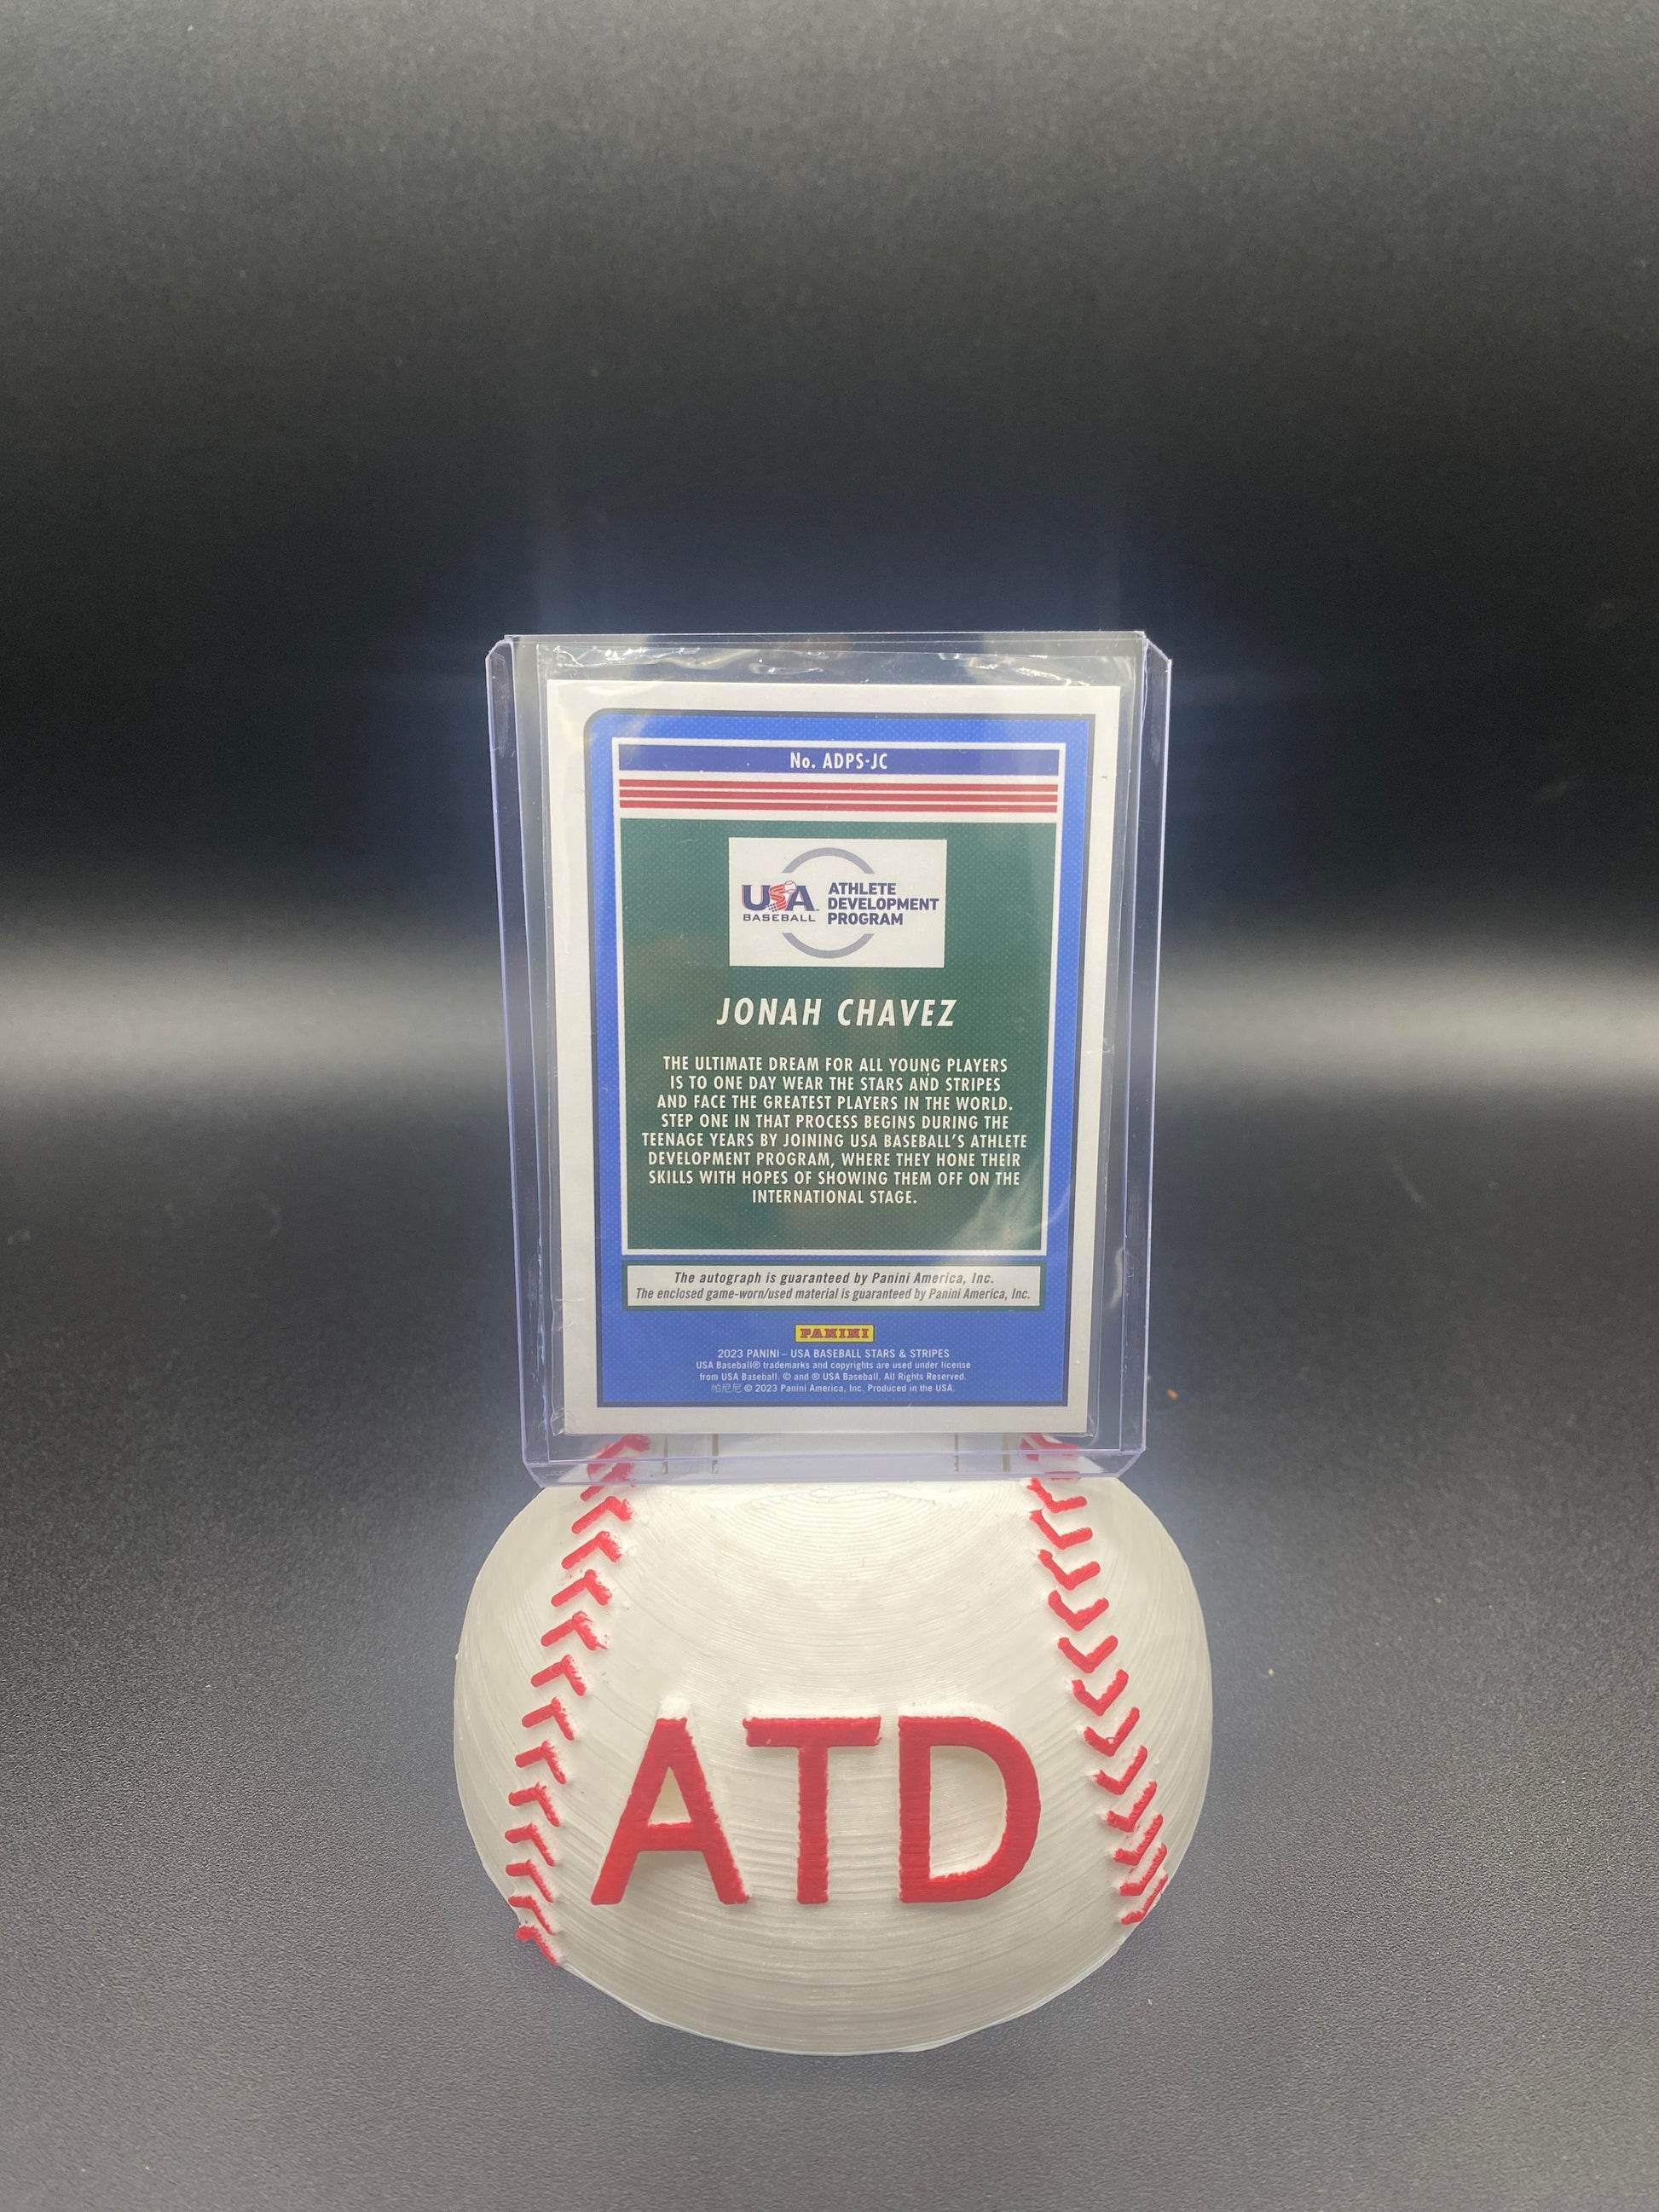 No. ADPS-JC
USA
BASEBALL
ATHLETE
DEVELOPMENT
PROGRAM
JONAH CHAVEZ
THE ULTIMATE DREAM FOR ALL YOUNG PLAYERS
IS TO ONE DAY WEAR THE STARS AND STRIPES
AND FACE THE GREATEST PLAYERS IN THE WORLD.
STEP ONE IN THAT PROCESS BEGINS DURING THE
TEENAGE YEARS BY JOINING USA BASEBALL'S ATHLETE
DEVELOPMENT PROGRAM, WHERE THEY HONE THEIR
SKILLS WITH HOPES OF SHOWING THEM OFF ON THE
INTERNATIONAL STAGE.
The autograph is guaranteed by Panini America, Inc.
The enclosed game-worn/used material is guaranteed by Panini America, Inc.
PANINI
2023 PANINI – USA BASEBALL STARS & STRIPES
USA Baseball® trademarks and copyrights are used under license
from USA Baseball. © and ® USA Baseball. All Rights Reserved.
帕尼尼 © 2023 Panini America, Inc. Produced in the USA.
ATD